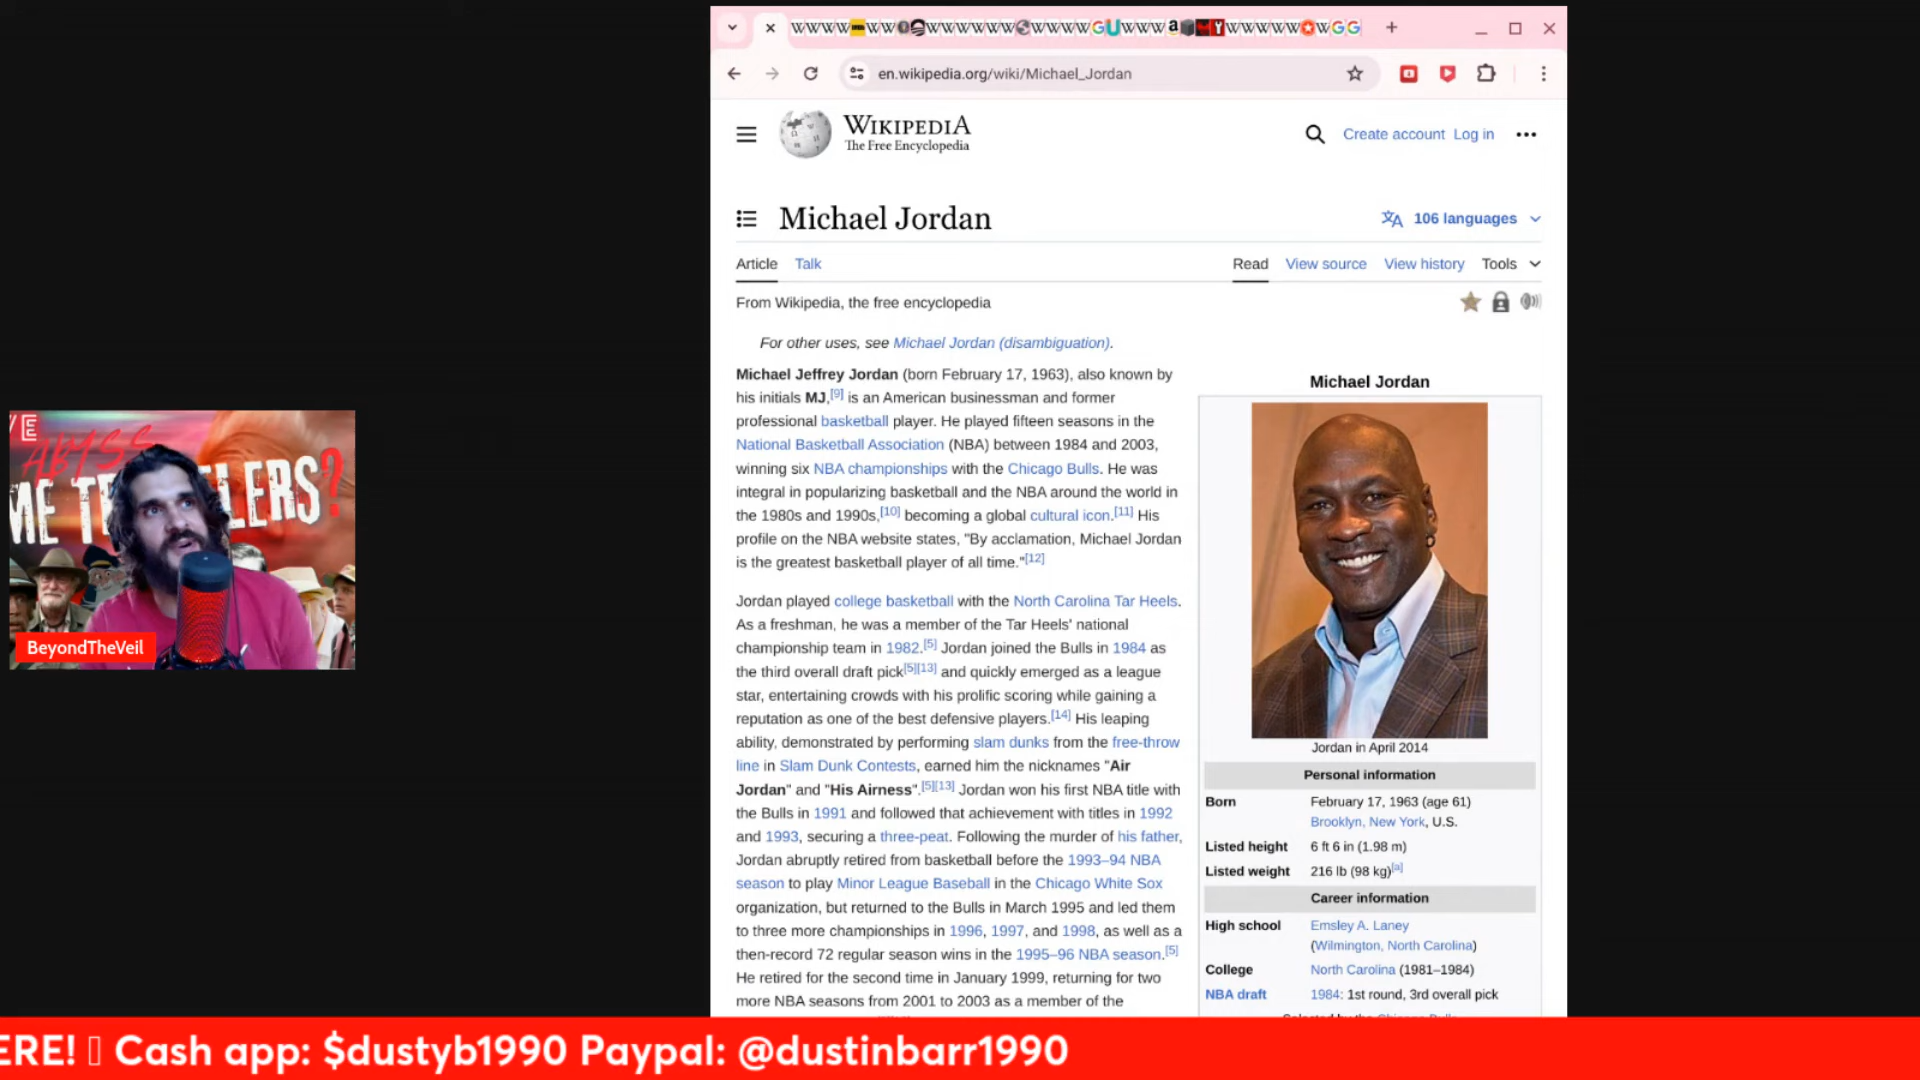 en.wikipedia.org/wiki/Michael_Jordan
WIKIPEDIA
The Free Encyclopedia
Create account Log in
Michael Jordan
106 languages
Article Talk
Read View source View history Tools
From Wikipedia, the free encyclopedia
For other uses, see Michael Jordan (disambiguation).
Michael Jeffrey Jordan (born February 17, 1963), also known by
his initials MJ,[9] is an American businessman and former
professional basketball player. He played fifteen seasons in the
National Basketball Association (NBA) between 1984 and 2003,
winning six NBA championships with the Chicago Bulls. He was
integral in popularizing basketball and the NBA around the world in
the 1980s and 1990s,[10] becoming a global cultural icon.[11] His
profile on the NBA website states, "By acclamation, Michael Jordan
is the greatest basketball player of all time."[12]
Jordan played college basketball with the North Carolina Tar Heels.
As a freshman, he was a member of the Tar Heels' national
championship team in 1982.[5] Jordan joined the Bulls in 1984 as
the third overall draft pick[5][13] and quickly emerged as a league
star, entertaining crowds with his prolific scoring while gaining a
reputation as one of the best defensive players.[14] His leaping
ability, demonstrated by performing slam dunks from the free-throw
line in Slam Dunk Contests, earned him the nicknames "Air
Jordan" and "His Airness".[5][13] Jordan won his first NBA title with
the Bulls in 1991 and followed that achievement with titles in 1992
and 1993, securing a three-peat. Following the murder of his father,
Jordan abruptly retired from basketball before the 1993–94 NBA
season to play Minor League Baseball in the Chicago White Sox
organization, but returned to the Bulls in March 1995 and led them
to three more championships in 1996, 1997, and 1998, as well as a
then-record 72 regular season wins in the 1995–96 NBA season.[5]
He retired for the second time in January 1999, returning for two
more NBA seasons from 2001 to 2003 as a member of the
Michael Jordan
Jordan in April 2014
Personal information
Born February 17, 1963 (age 61)
Brooklyn, New York, U.S.
Listed height 6 ft 6 in (1.98 m)
Listed weight 216 lb (98 kg)[a]
Career information
High school Emsley A. Laney
(Wilmington, North Carolina)
College North Carolina (1981–1984)
NBA draft 1984: 1st round, 3rd overall pick
ABYSS
ME TR LERS?
BeyondTheVeil
ERE! Cash app: $dustyb1990 Paypal: @dustinbarr1990